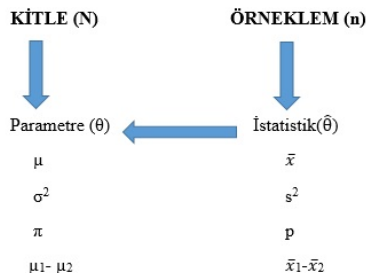 KİTLE (N) ÖRNEKLEM (n)
Parametre (θ) İstatistik(θ̂)
μ x̄
σ² s²
π p
μ1- μ2 x̄1-x̄2